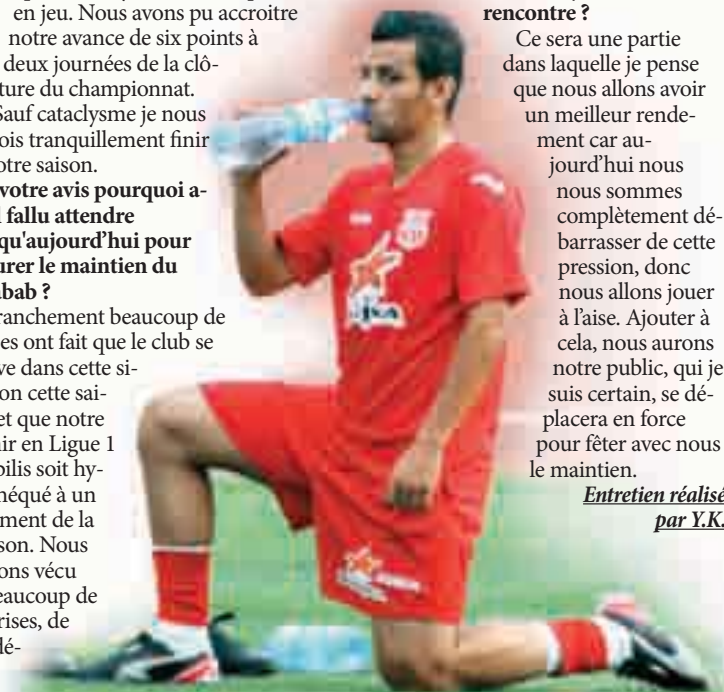 en jeu. Nous avons pu accroitre
notre avance de six points à
deux journées de la clô-
ture du championnat.
Sauf cataclysme je nous
ois tranquillement finir
otre saison.
votre avis pourquoi a-
l fallu attendre
qu'aujourd'hui pour
urer le maintien du
abab ?
ranchement beaucoup de
es ont fait que le club se
ve dans cette si-
on cette sai-
et que notre
nir en Ligue 1
bilis soit hy-
héqué à un
ment de la
son. Nous
ons vécu
eaucoup de
rises, de
dé-
rencontre ?
Ce sera une partie
dans laquelle je pense
que nous allons avoir
un meilleur rende-
ment car au-
jourd'hui nous
nous sommes
complètement dé-
barrasser de cette
pression, donc
nous allons jouer
à l'aise. Ajouter à
cela, nous aurons
notre public, qui je
suis certain, se dé-
placera en force
pour fêter avec nous
le maintien.
Entretien réalisé
par Y.K.